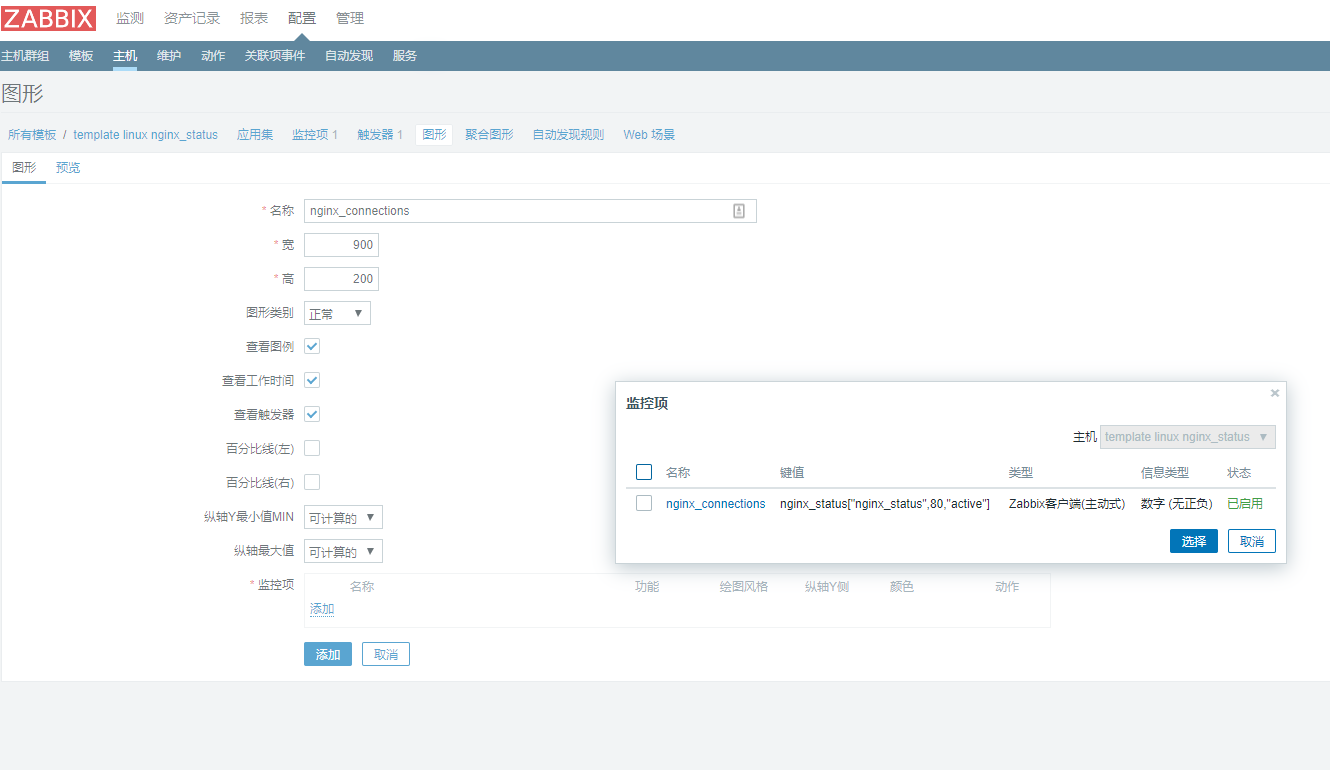 ZABBIX 监测 资产记录 报表 配置 管理
主机群组 模板 主机 维护 动作 关联项事件 自动发现 服务
图形
所有模板 / template linux nginx_status 应用集 监控项 1 触发器 1 图形 聚合图形 自动发现规则 Web 场景
图形 预览
* 名称 nginx_connections
* 宽 900
* 高 200
图形类别 正常 ▼
查看图例
查看工作时间
查看触发器
百分比线(左)
百分比线(右)
纵轴Y最小值MIN 可计算的 ▼
纵轴最大值 可计算的 ▼
* 监控项 名称 功能 绘图风格 纵轴Y侧 颜色 动作
添加
添加 取消
监控项 ×
主机 template linux nginx_status ▼
名称 键值 类型 信息类型 状态
nginx_connections nginx_status["nginx_status",80,"active"] Zabbix客户端(主动式) 数字 (无正负) 已启用
选择 取消